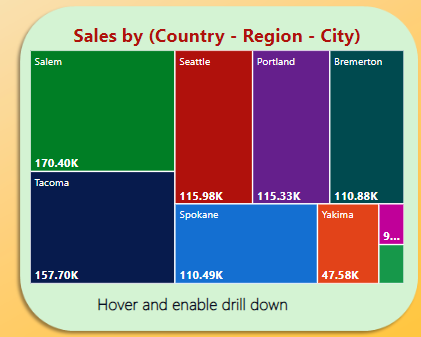 Sales by (Country - Region - City)
Salem
170.40K
Tacoma
157.70K
Seattle
115.98K
Portland
115.33K
Bremerton
110.88K
Spokane
110.49K
Yakima
47.58K
9...
Hover and enable drill down